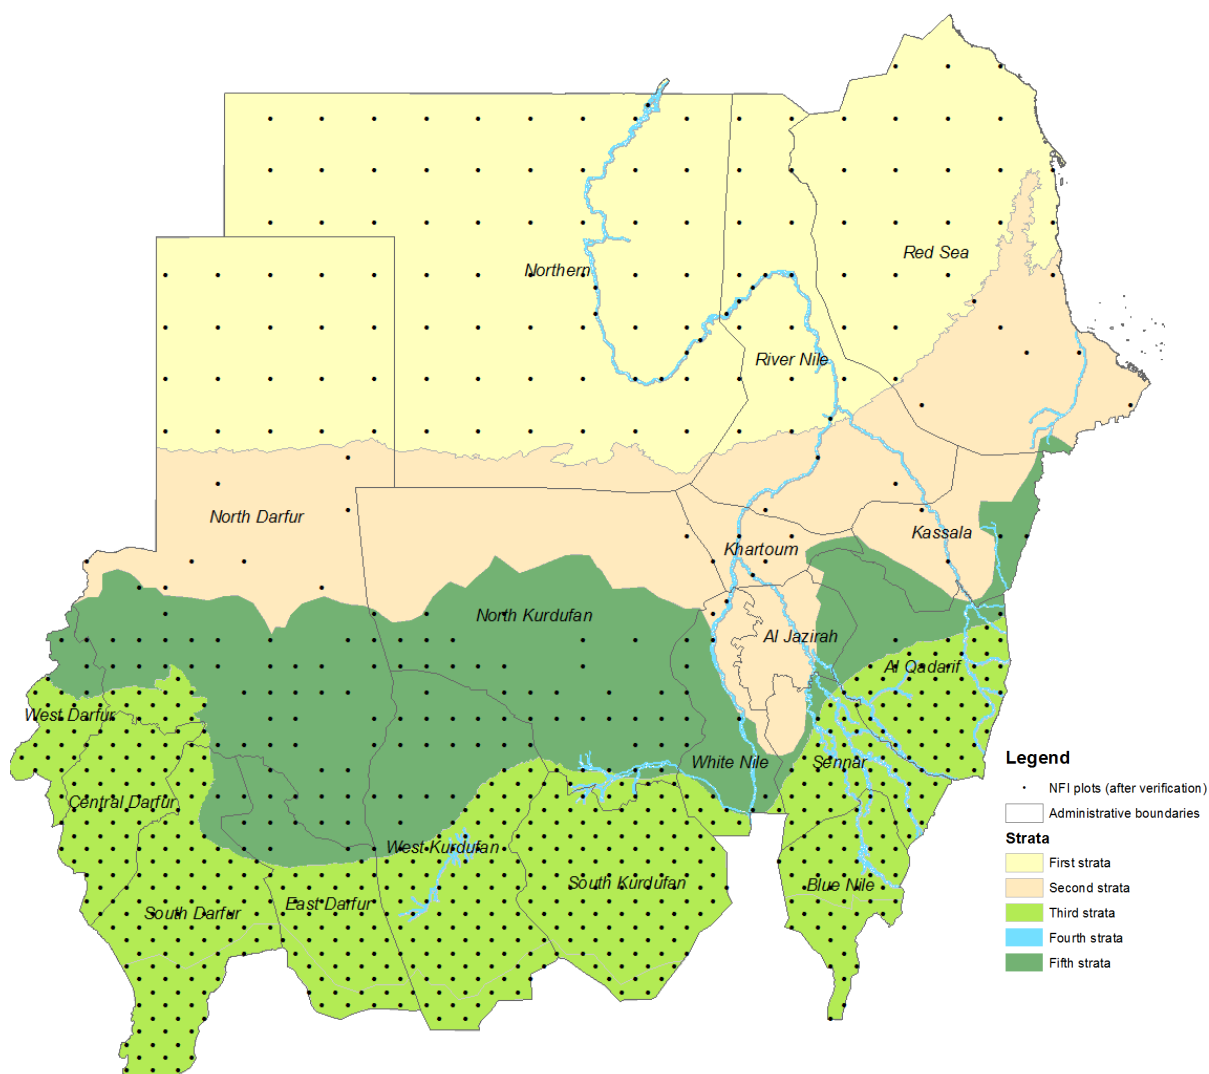 Red Sea
Northern
River Nile
North Darfur
Kassala
Khartoum
North Kurdufan
Al Jazirah
Al Qadarif
West Darfur
White Nile
Sennar
Central Darfur
West Kurdufan
South Kurdufan
Blue Nile
East Darfur
South Darfur
Legend
NFI plots (after verification)
Administrative boundaries
Strata
First strata
Second strata
Third strata
Fourth strata
Fifth strata